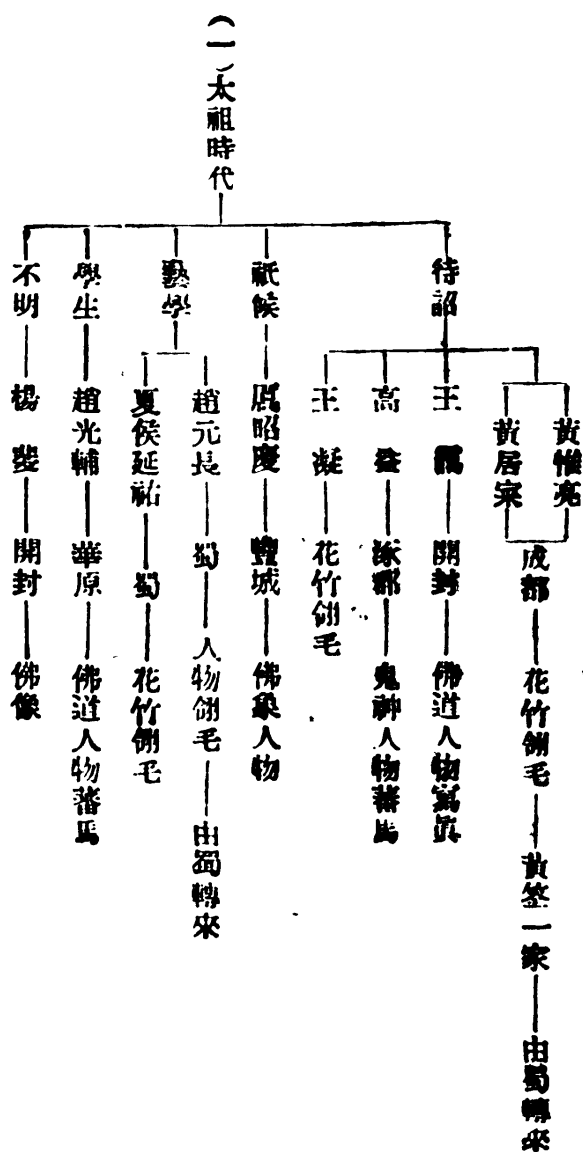 （一）太祖時代
待詔
黃惟亮
黃居寀
成都
花竹翎毛
黃筌一家
由蜀轉來
王靄
開封
佛道人物寫眞
高益
涿郡
鬼神人物蕃馬
王凝
花竹翎毛
祇候
厲昭慶
豐城
佛象人物
藝學
趙元長
蜀
人物翎毛
由蜀轉來
夏侯延祐
蜀
花竹翎毛
學生
趙光輔
華原
佛道人物蕃馬
不明
楊斐
開封
佛像